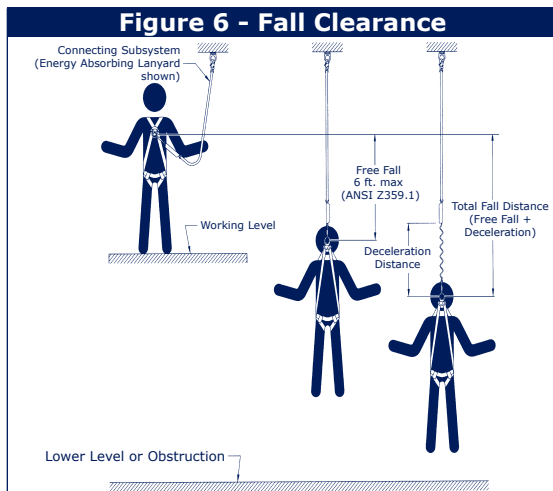 Figure 6 - Fall Clearance
Connecting Subsystem
(Energy Absorbing Lanyard
shown)
Free Fall
6 ft. max
(ANSI Z359.1)
Total Fall Distance
(Free Fall +
Deceleration)
Working Level
Deceleration
Distance
Lower Level or Obstruction